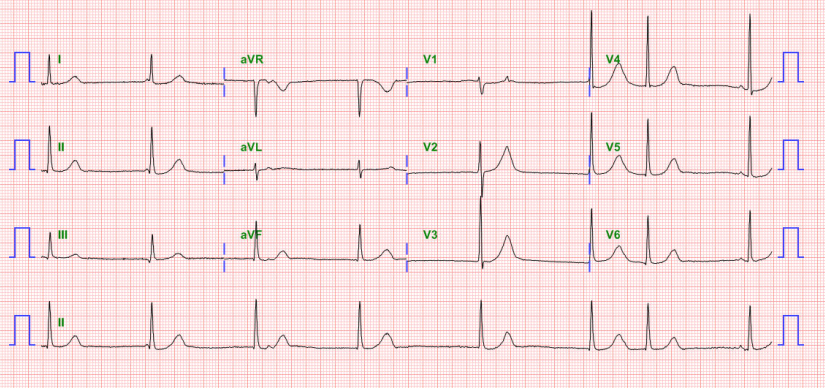 I aVR V1 V4
II aVL V2 V5
III aVF V3 V6
II